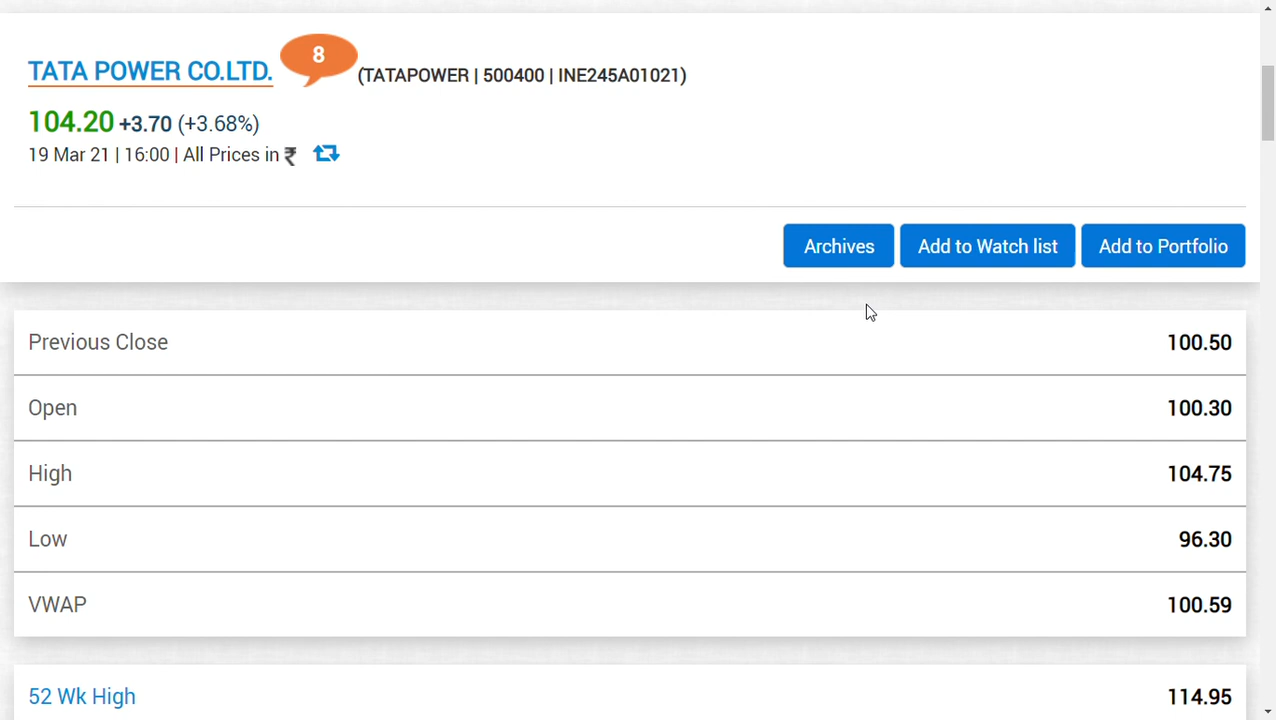 TATA POWER CO.LTD. 8 (TATAPOWER | 500400 | INE245A01021)
104.20 +3.70 (+3.68%)
19 Mar 21 | 16:00 | All Prices in ₹
Archives Add to Watch list Add to Portfolio
Previous Close 100.50
Open 100.30
High 104.75
Low 96.30
VWAP 100.59
52 Wk High 114.95